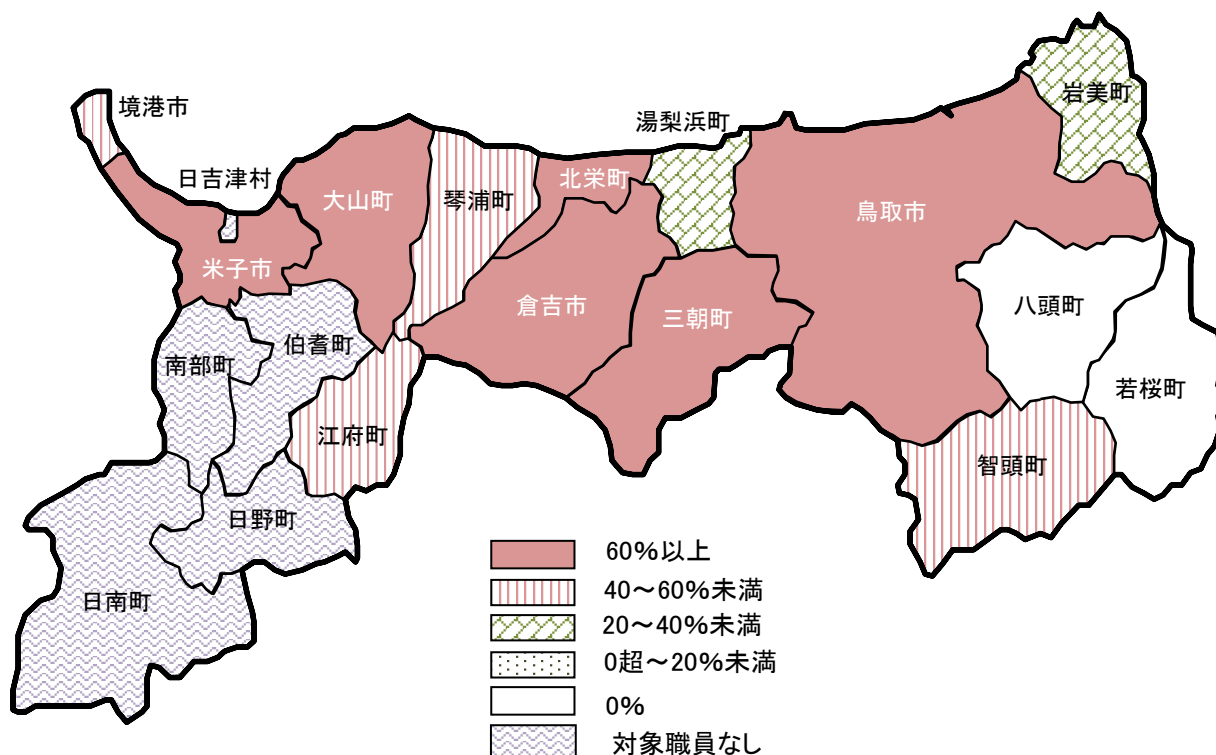 岩美町
境港市
湯梨浜町
日吉津村
北栄町
大山町
琴浦町
鳥取市
米子市
倉吉市
三朝町
八頭町
伯耆町
南部町
若桜町
江府町
智頭町
日野町
日南町
60%以上
40～60%未満
20～40%未満
0超～20%未満
0%
対象職員なし